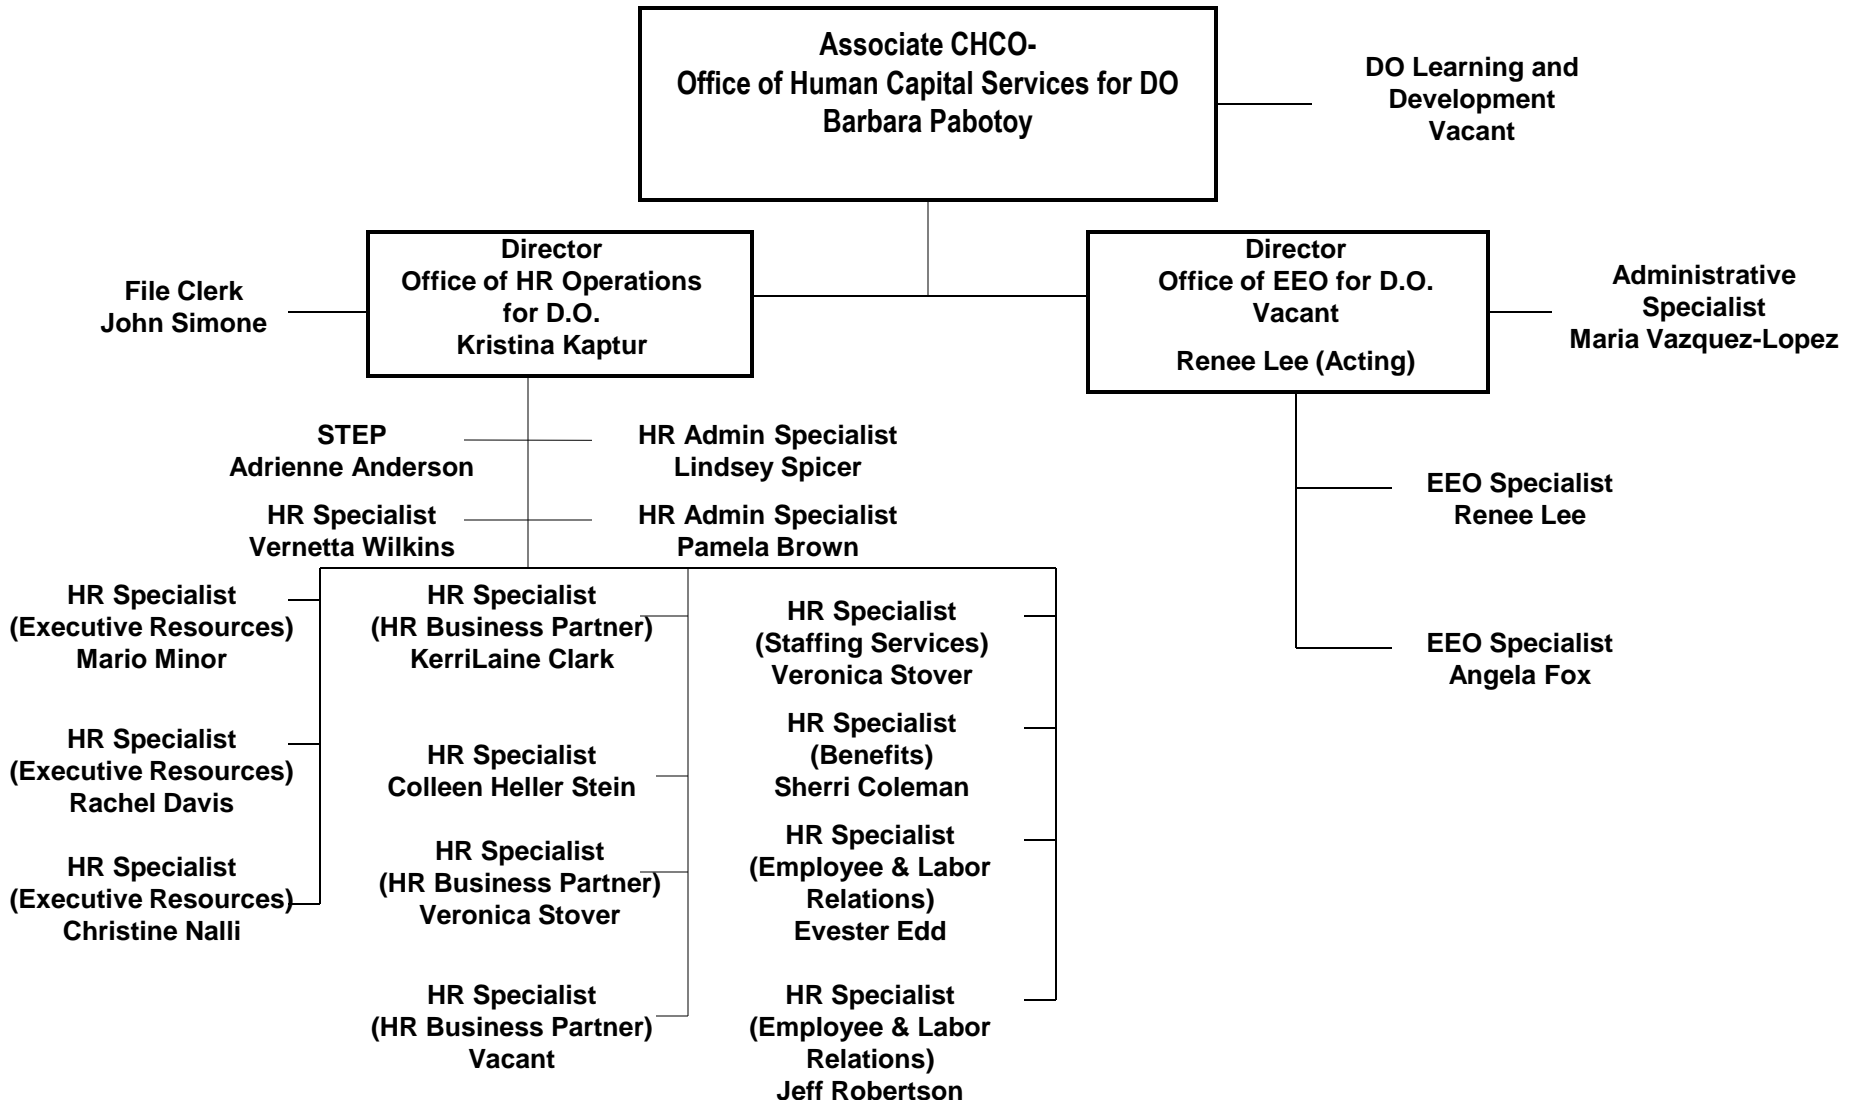 Associate CHCO-
Office of Human Capital Services for DO
Barbara Pabotoy
DO Learning and
Development
Vacant
Director
Office of HR Operations
for D.O.
Kristina Kaptur
Director
Office of EEO for D.O.
Vacant
Renee Lee (Acting)
File Clerk
John Simone
Administrative
Specialist
Maria Vazquez-Lopez
STEP
Adrienne Anderson
HR Admin Specialist
Lindsey Spicer
HR Specialist
Vernetta Wilkins
HR Admin Specialist
Pamela Brown
EEO Specialist
Renee Lee
EEO Specialist
Angela Fox
HR Specialist
(Executive Resources)
Mario Minor
HR Specialist
(Executive Resources)
Rachel Davis
HR Specialist
(Executive Resources)
Christine Nalli
HR Specialist
(HR Business Partner)
KerriLaine Clark
HR Specialist
Colleen Heller Stein
HR Specialist
(HR Business Partner)
Veronica Stover
HR Specialist
(HR Business Partner)
Vacant
HR Specialist
(Staffing Services)
Veronica Stover
HR Specialist
(Benefits)
Sherri Coleman
HR Specialist
(Employee & Labor
Relations)
Evester Edd
HR Specialist
(Employee & Labor
Relations)
Jeff Robertson